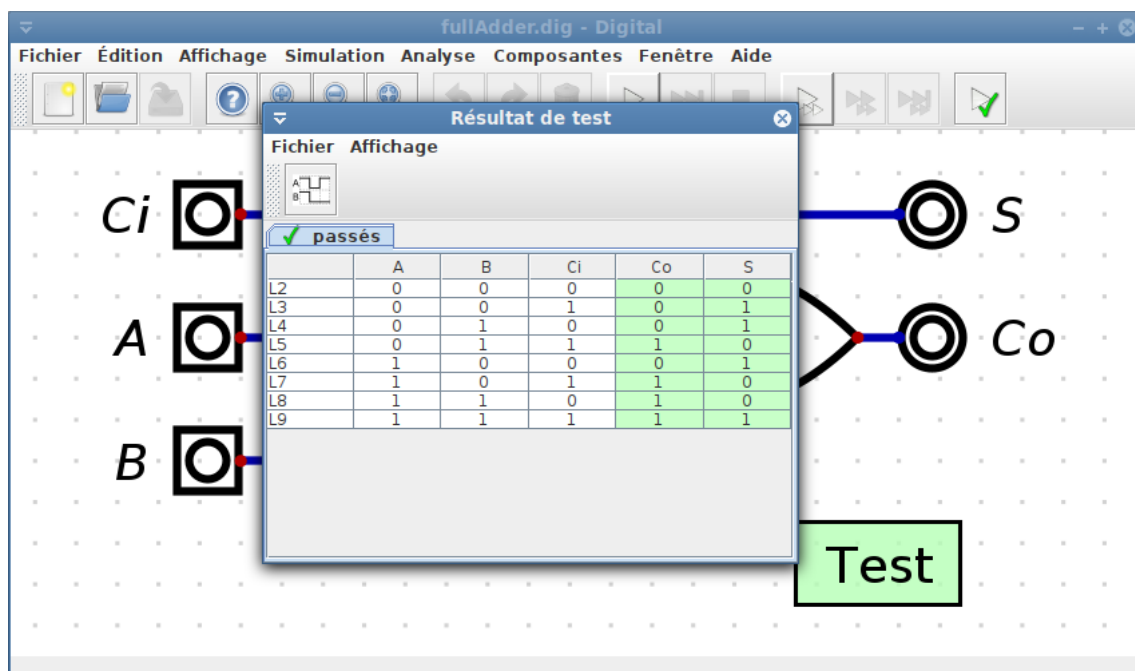 fullAdder.dig - Digital
Fichier Édition Affichage Simulation Analyse Composantes Fenêtre Aide
Résultat de test
Fichier Affichage
A
B
passés
A B Ci Co S
L2 0 0 0 0 0
L3 0 0 1 0 1
L4 0 1 0 0 1
L5 0 1 1 1 0
L6 1 0 0 0 1
L7 1 0 1 1 0
L8 1 1 0 1 0
L9 1 1 1 1 1
Ci
S
A
Co
B
Test